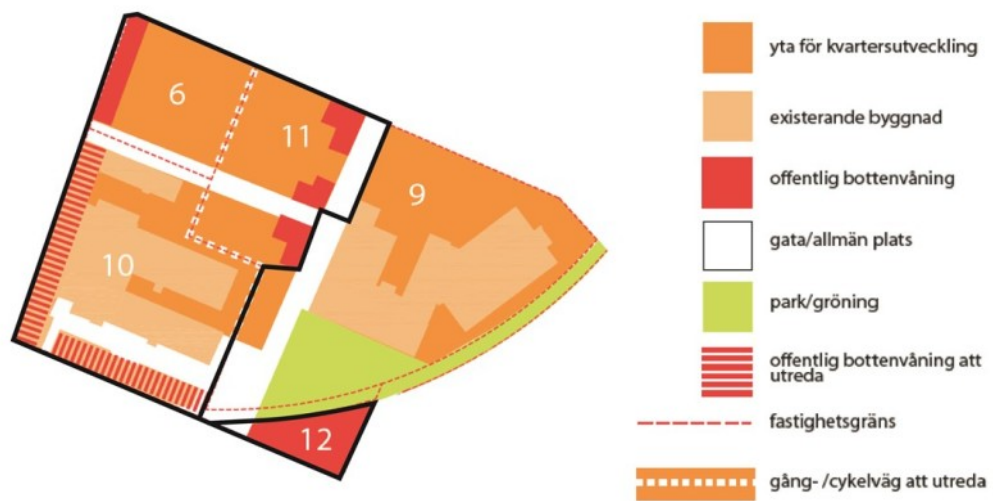 6
11
9
10
12
yta för kvartersutveckling
existerande byggnad
offentlig bottenvåning
gata/allmän plats
park/gröning
offentlig bottenvåning att
utreda
fastighetsgräns
gång- /cykelväg att utreda